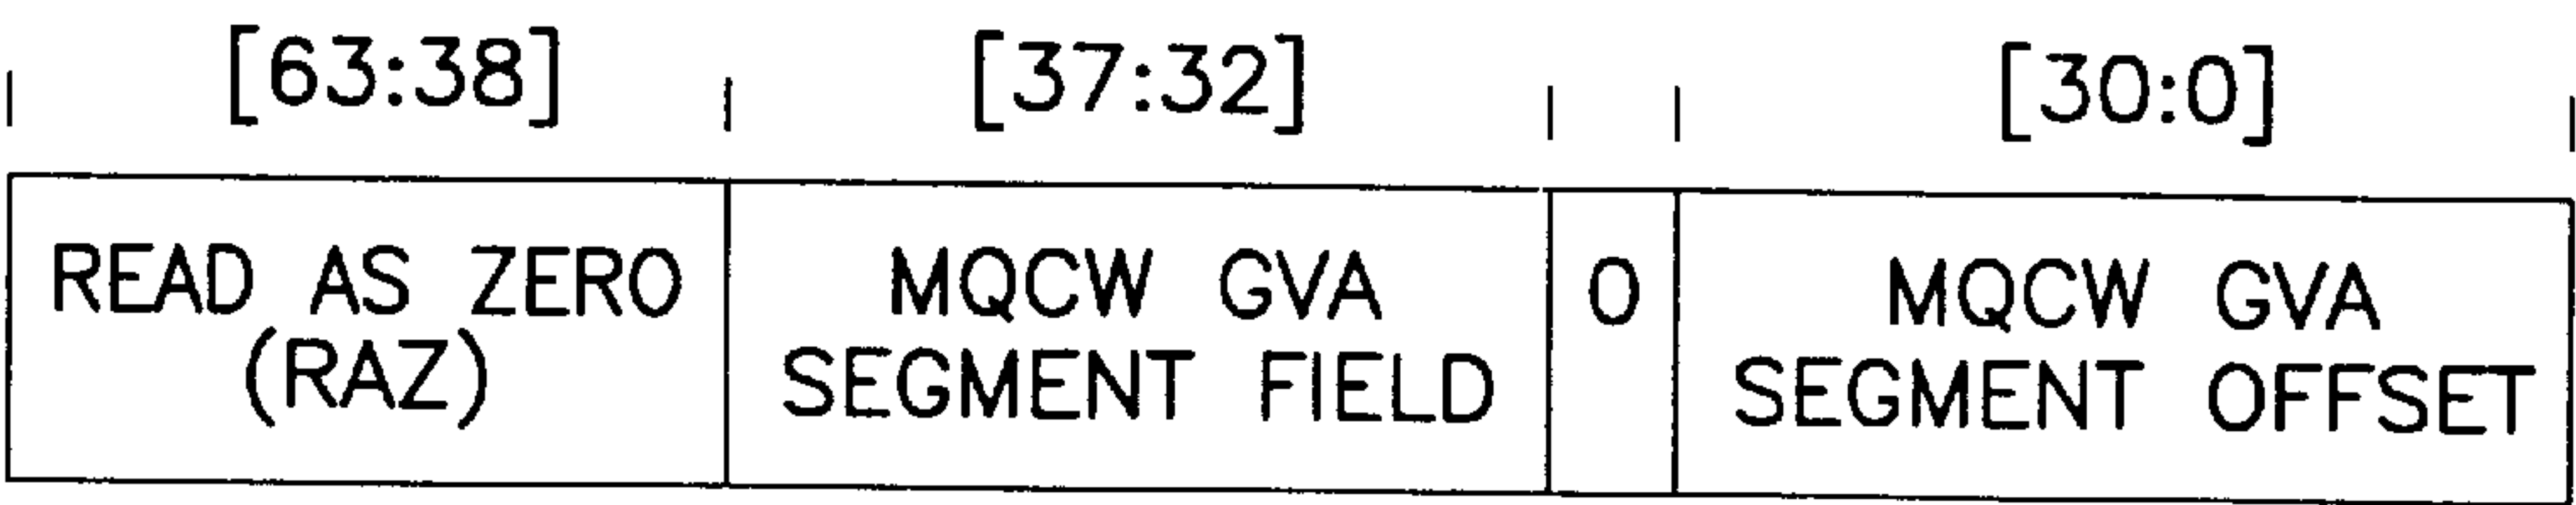 [63:38] [37:32] [30:0]
READ AS ZERO MQCW GVA 0 MQCW GVA
(RAZ) SEGMENT FIELD SEGMENT OFFSET